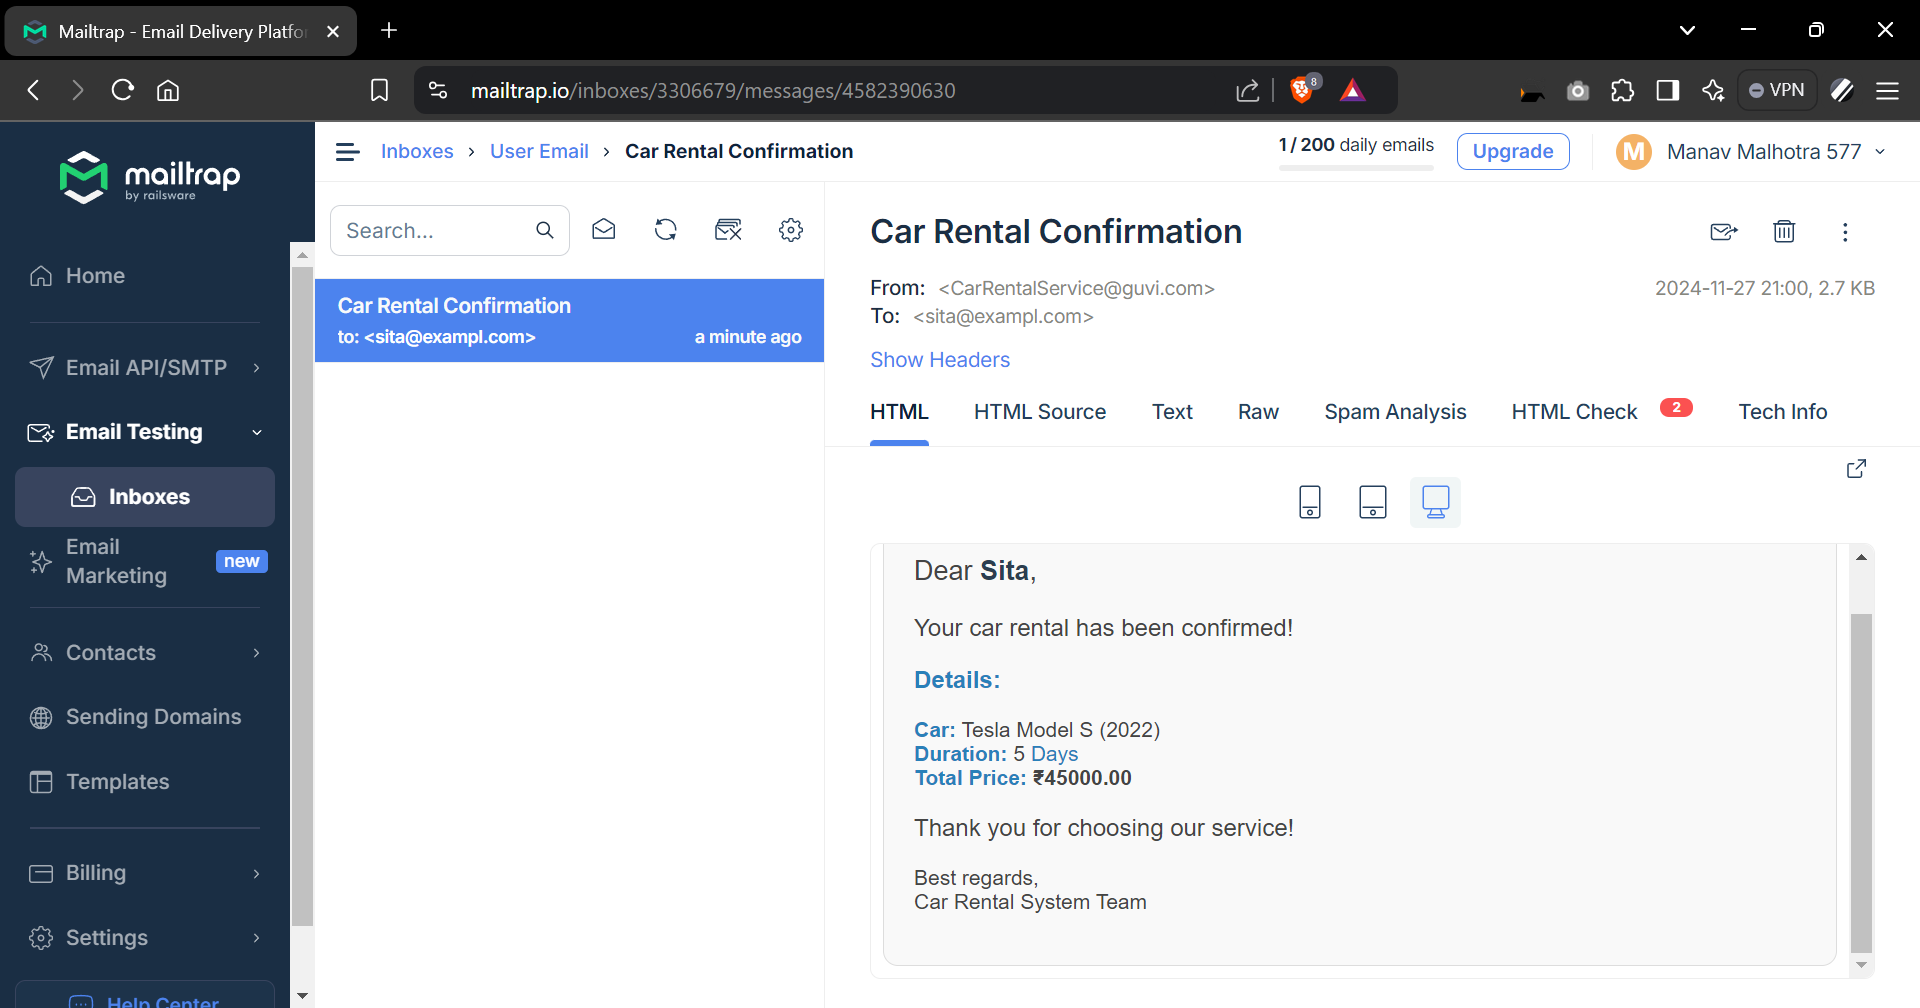 Mailtrap - Email Delivery Platfo
mailtrap.io/inboxes/3306679/messages/4582390630
8
VPN
mailtrap
by railsware
Home
Email API/SMTP
Email Testing
Inboxes
Email
Marketing
new
Contacts
Sending Domains
Templates
Billing
Settings
Help Center
Inboxes › User Email › Car Rental Confirmation
1 / 200 daily emails
Upgrade
M
Manav Malhotra 577
Search...
Car Rental Confirmation
to: <sita@exampl.com> a minute ago
Car Rental Confirmation
From: <CarRentalService@guvi.com> 2024-11-27 21:00, 2.7 KB
To: <sita@exampl.com>
Show Headers
HTML HTML Source Text Raw Spam Analysis HTML Check 2 Tech Info
Dear Sita,
Your car rental has been confirmed!
Details:
Car: Tesla Model S (2022)
Duration: 5 Days
Total Price: ₹45000.00
Thank you for choosing our service!
Best regards,
Car Rental System Team